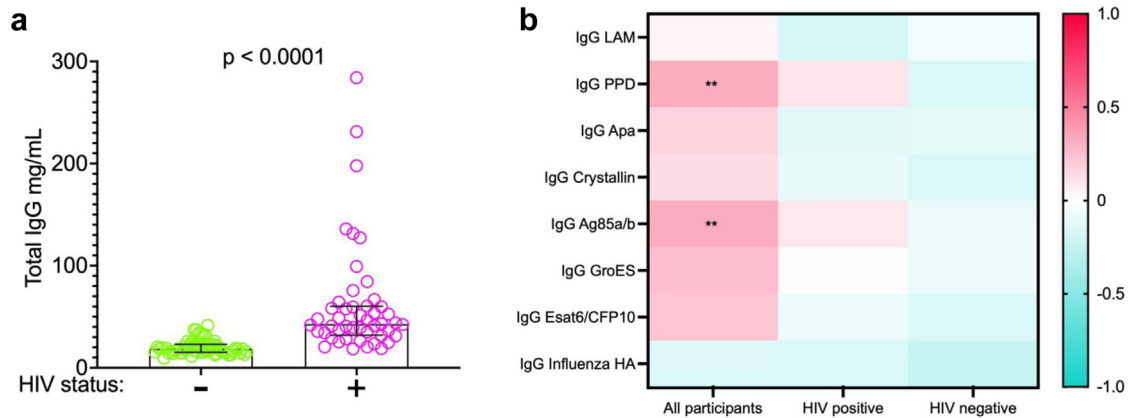 a
p < 0.0001
Total IgG mg/mL
300
200
100
0
HIV status:
-
+
b
IgG LAM
IgG PPD
**
IgG Apa
IgG Crystallin
IgG Ag85a/b
**
IgG GroES
IgG Esat6/CFP10
IgG Influenza HA
All participants
HIV positive
HIV negative
1.0
0.5
0
-0.5
-1.0